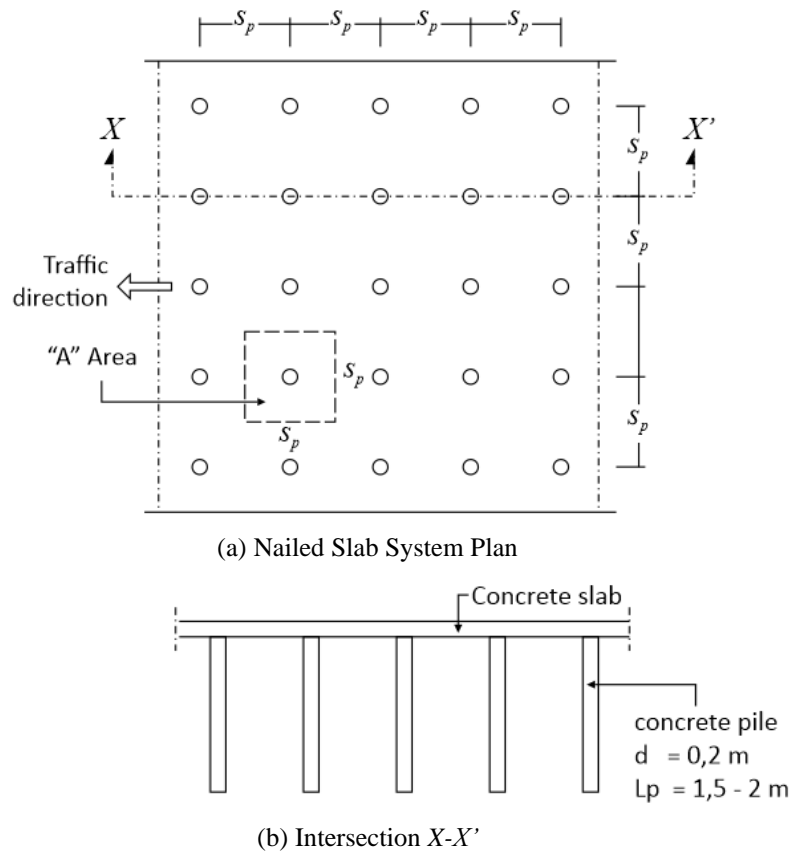 s_p s_p s_p s_p
X X'
s_p
s_p
Traffic
direction
"A" Area
s_p
s_p
s_p
(a) Nailed Slab System Plan
Concrete slab
concrete pile
d = 0,2 m
Lp = 1,5 - 2 m
(b) Intersection X-X'